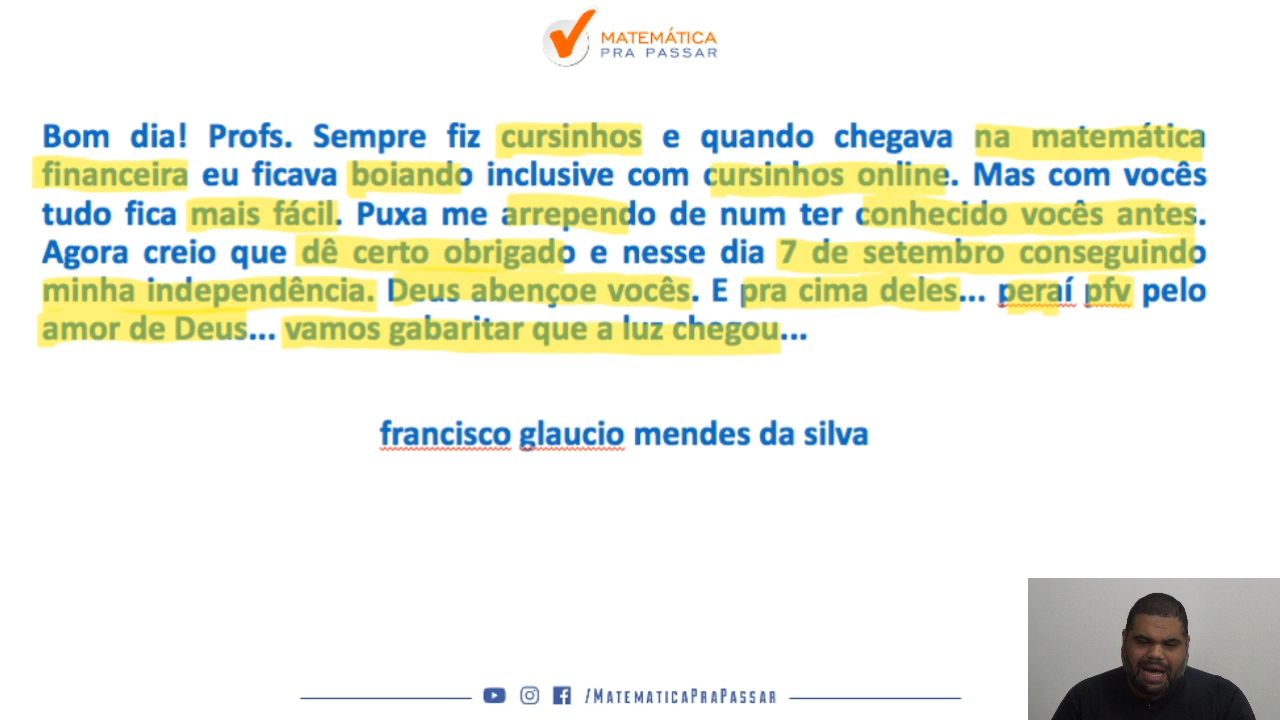 MATEMÁTICA
PRA PASSAR
Bom dia! Profs. Sempre fiz cursinhos e quando chegava na matemática
financeira eu ficava boiando inclusive com cursinhos online. Mas com vocês
tudo fica mais fácil. Puxa me arrependo de num ter conhecido vocês antes.
Agora creio que dê certo obrigado e nesse dia 7 de setembro conseguindo
minha independência. Deus abençoe vocês. E pra cima deles... peraí pfv pelo
amor de Deus... vamos gabaritar que a luz chegou...
francisco glaucio mendes da silva
/MATEMATICAPRAPASSAR